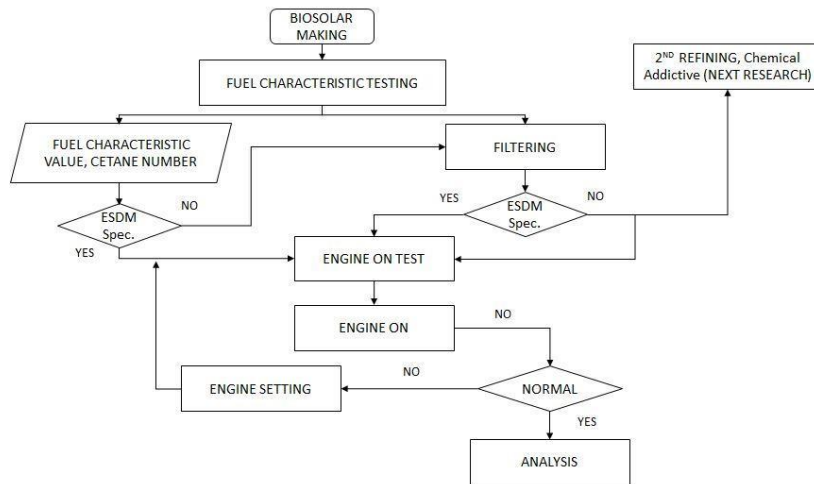 BIOSOLAR
MAKING
2ND REFINING, Chemical
Addictive (NEXT RESEARCH)
FUEL CHARACTERISTIC TESTING
FUEL CHARACTERISTIC
VALUE, CETANE NUMBER
FILTERING
NO
YES
ESDM
Spec.
NO
ESDM
Spec.
YES
ENGINE ON TEST
ENGINE ON
NO
NO
ENGINE SETTING
NORMAL
YES
ANALYSIS